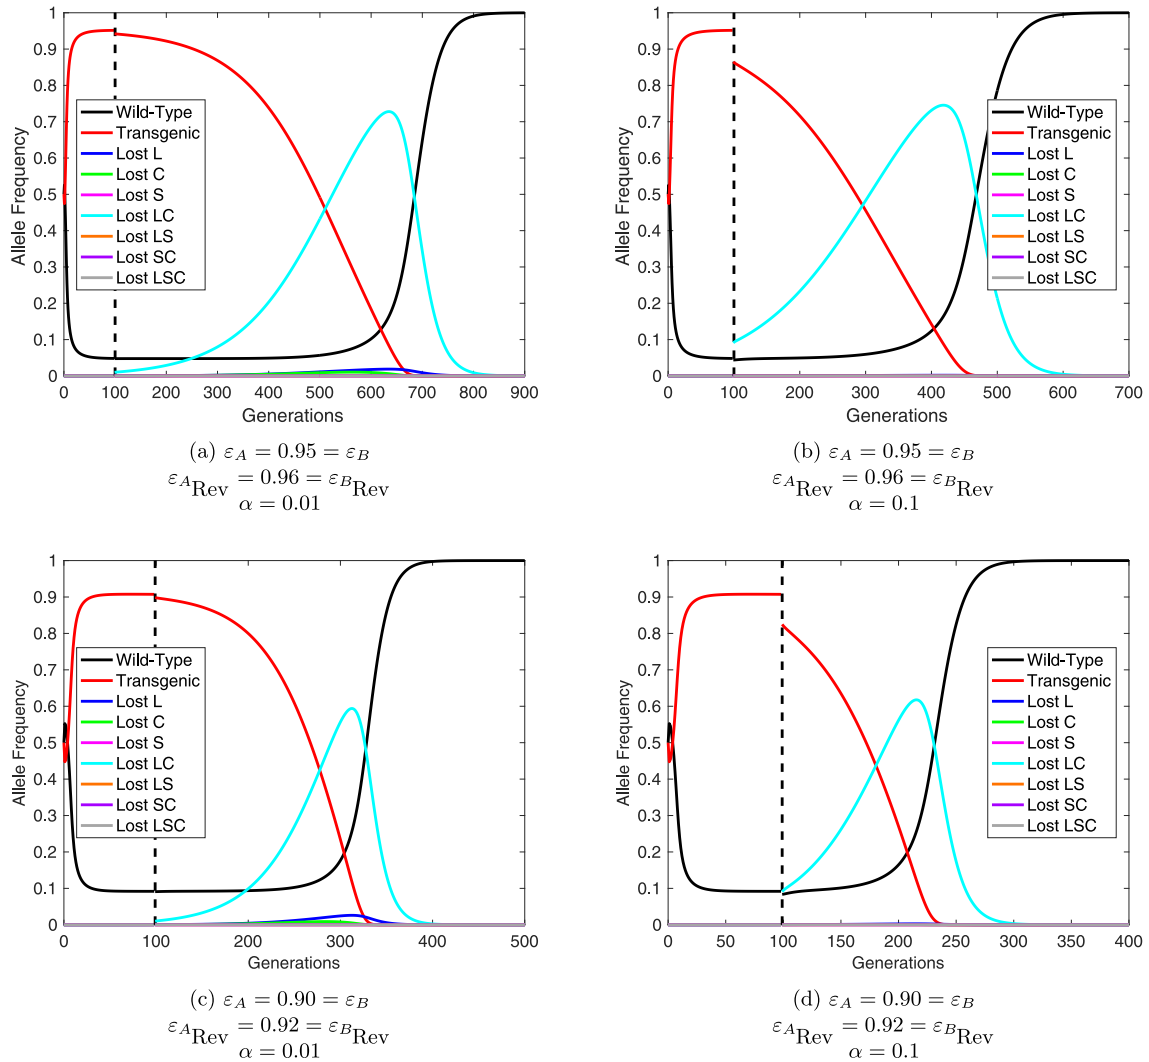 1
0.9
0.8
0.7
0.6
0.5
0.4
0.3
0.2
0.1
0
Allele Frequency
Wild-Type
Transgenic
Lost L
Lost C
Lost S
Lost LC
Lost LS
Lost SC
Lost LSC
0 100 200 300 400 500 600 700 800 900
Generations
(a) εA = 0.95 = εB
εARev = 0.96 = εBRev
α = 0.01
1
0.9
0.8
0.7
0.6
0.5
0.4
0.3
0.2
0.1
0
Allele Frequency
Wild-Type
Transgenic
Lost L
Lost C
Lost S
Lost LC
Lost LS
Lost SC
Lost LSC
0 100 200 300 400 500 600 700
Generations
(b) εA = 0.95 = εB
εARev = 0.96 = εBRev
α = 0.1
1
0.9
0.8
0.7
0.6
0.5
0.4
0.3
0.2
0.1
0
Allele Frequency
Wild-Type
Transgenic
Lost L
Lost C
Lost S
Lost LC
Lost LS
Lost SC
Lost LSC
0 100 200 300 400 500
Generations
(c) εA = 0.90 = εB
εARev = 0.92 = εBRev
α = 0.01
1
0.9
0.8
0.7
0.6
0.5
0.4
0.3
0.2
0.1
0
Allele Frequency
Wild-Type
Transgenic
Lost L
Lost C
Lost S
Lost LC
Lost LS
Lost SC
Lost LSC
0 50 100 150 200 250 300 350 400
Generations
(d) εA = 0.90 = εB
εARev = 0.92 = εBRev
α = 0.1